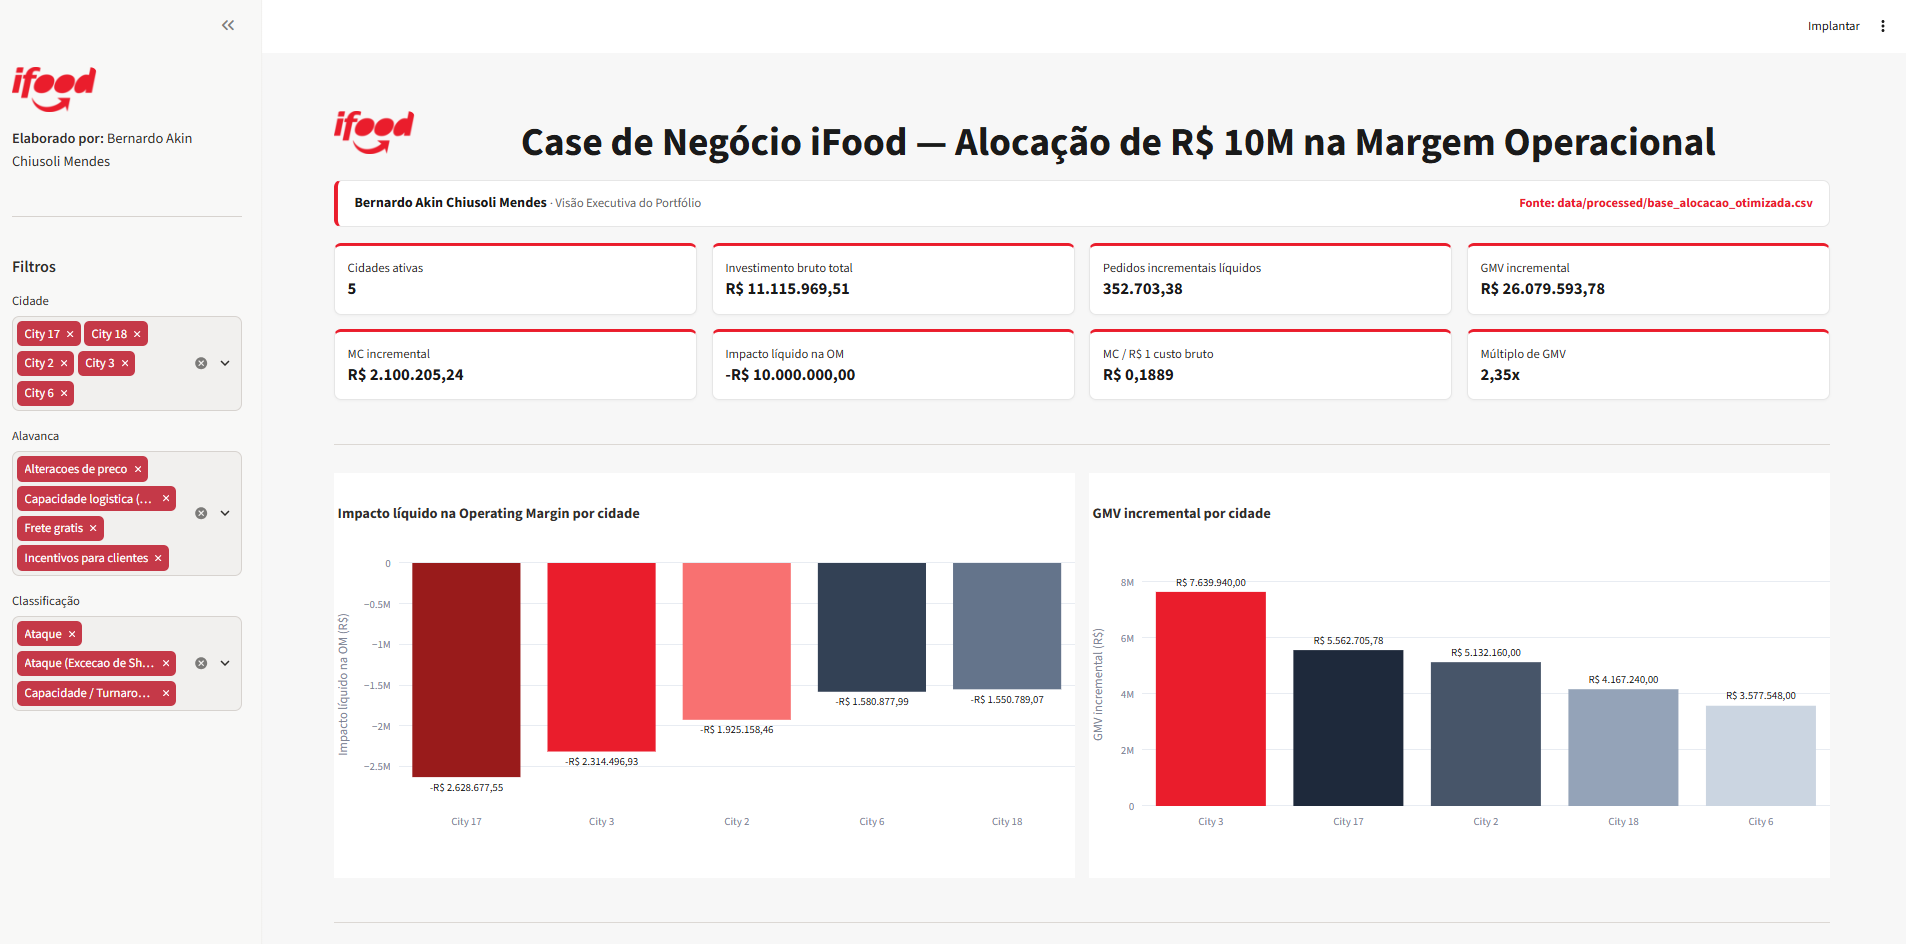 Implantar
ifood
Elaborado por: Bernardo Akin
Chiusoli Mendes
Filtros
Cidade
City 17
City 18
City 2
City 3
City 6
Alavanca
Alteracoes de preco
Capacidade logistica (...
Frete gratis
Incentivos para clientes
Classificação
Ataque
Ataque (Excecao de Sh...
Capacidade / Turnaro...
ifood
Case de Negócio iFood — Alocação de R$ 10M na Margem Operacional
Bernardo Akin Chiusoli Mendes · Visão Executiva do Portfólio
Fonte: data/processed/base_alocacao_otimizada.csv
Cidades ativas
5
Investimento bruto total
R$ 11.115.969,51
Pedidos incrementais líquidos
352.703,38
GMV incremental
R$ 26.079.593,78
MC incremental
R$ 2.100.205,24
Impacto líquido na OM
-R$ 10.000.000,00
MC / R$ 1 custo bruto
R$ 0,1889
Múltiplo de GMV
2,35x
Impacto líquido na Operating Margin por cidade
Impacto líquido na OM (R$)
0
−0.5M
−1M
−1.5M
−2M
−2.5M
-R$ 2.628.677,55
-R$ 2.314.496,93
-R$ 1.925.158,46
-R$ 1.580.877,99
-R$ 1.550.789,07
City 17
City 3
City 2
City 6
City 18
GMV incremental por cidade
GMV incremental (R$)
8M
6M
4M
2M
0
R$ 7.639.940,00
R$ 5.562.705,78
R$ 5.132.160,00
R$ 4.167.240,00
R$ 3.577.548,00
City 3
City 17
City 2
City 18
City 6